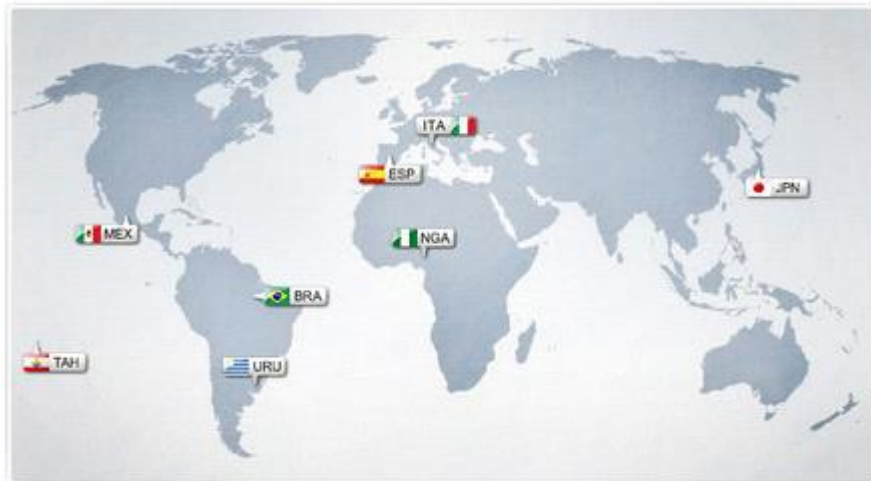 ITA
ESP
JPN
MEX
NGA
BRA
TAH
URU